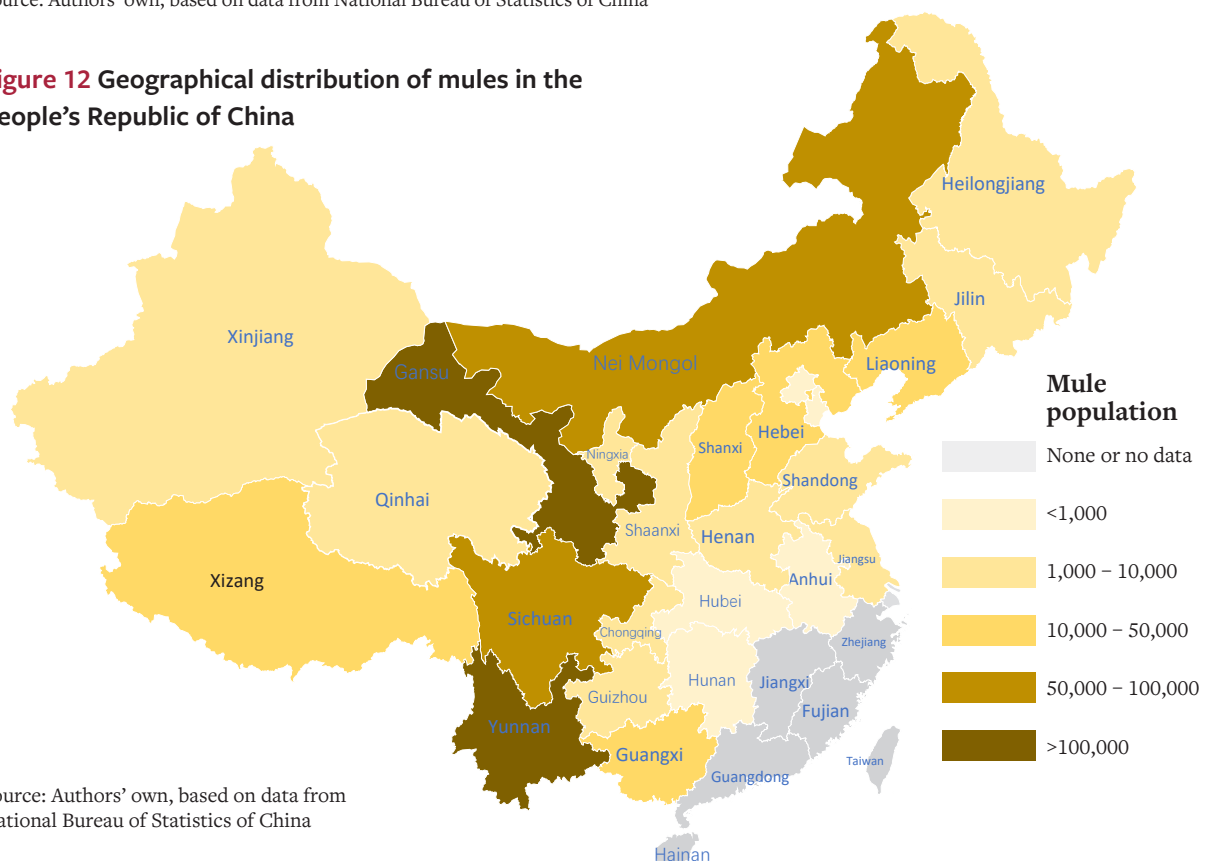 ource: Authors' own, based on data from National Bureau of Statistics of China
igure 12 Geographical distribution of mules in the
eople's Republic of China
Heilongjiang
Jilin
Xinjiang
Liaoning
Nei Mongol
Gansu
Mule
population
Hebei
Shanxi
Ningxia
None or no data
Shandong
Qinhai
<1,000
Shaanxi
Henan
Jiangsu
1,000 – 10,000
Xizang
Anhui
Hubei
Sichuan
Chongqing
10,000 – 50,000
Zhejiang
Hunan
Jiangxi
50,000 – 100,000
Guizhou
Fujian
Yunnan
>100,000
Guangxi
Taiwan
Guangdong
ource: Authors' own, based on data from
ational Bureau of Statistics of China
Hainan